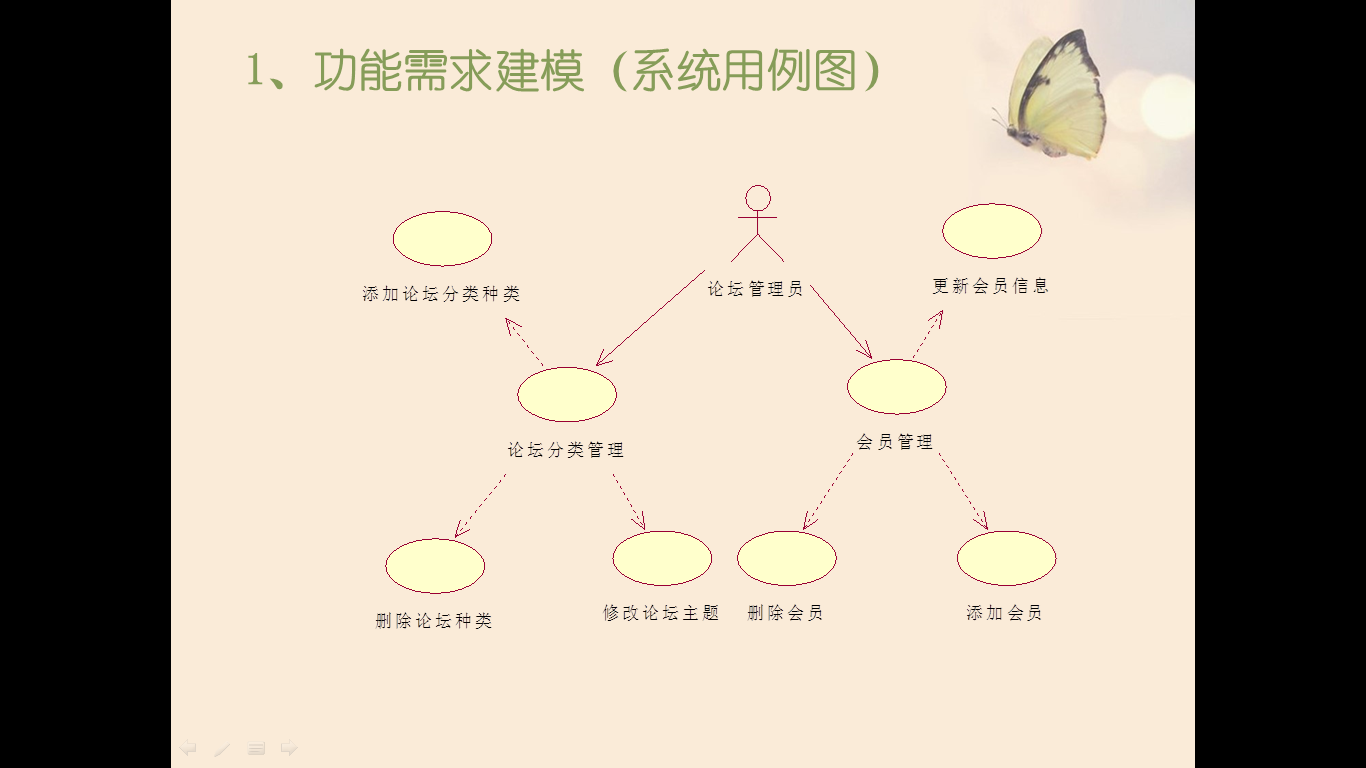 1、功能需求建模（系统用例图）
论坛管理员
更新会员信息
添加论坛分类种类
论坛分类管理
会员管理
删除论坛种类
修改论坛主题
删除会员
添加会员